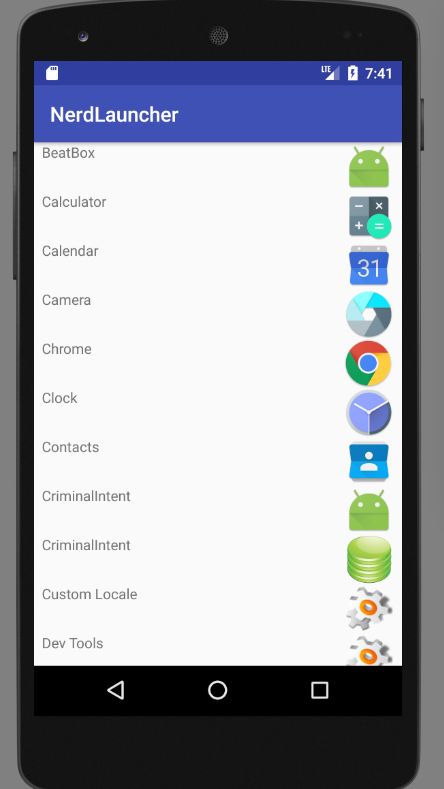 LTE 7:41
NerdLauncher
BeatBox
Calculator
Calendar
31
Camera
Chrome
Clock
Contacts
CriminalIntent
CriminalIntent
Custom Locale
Dev Tools